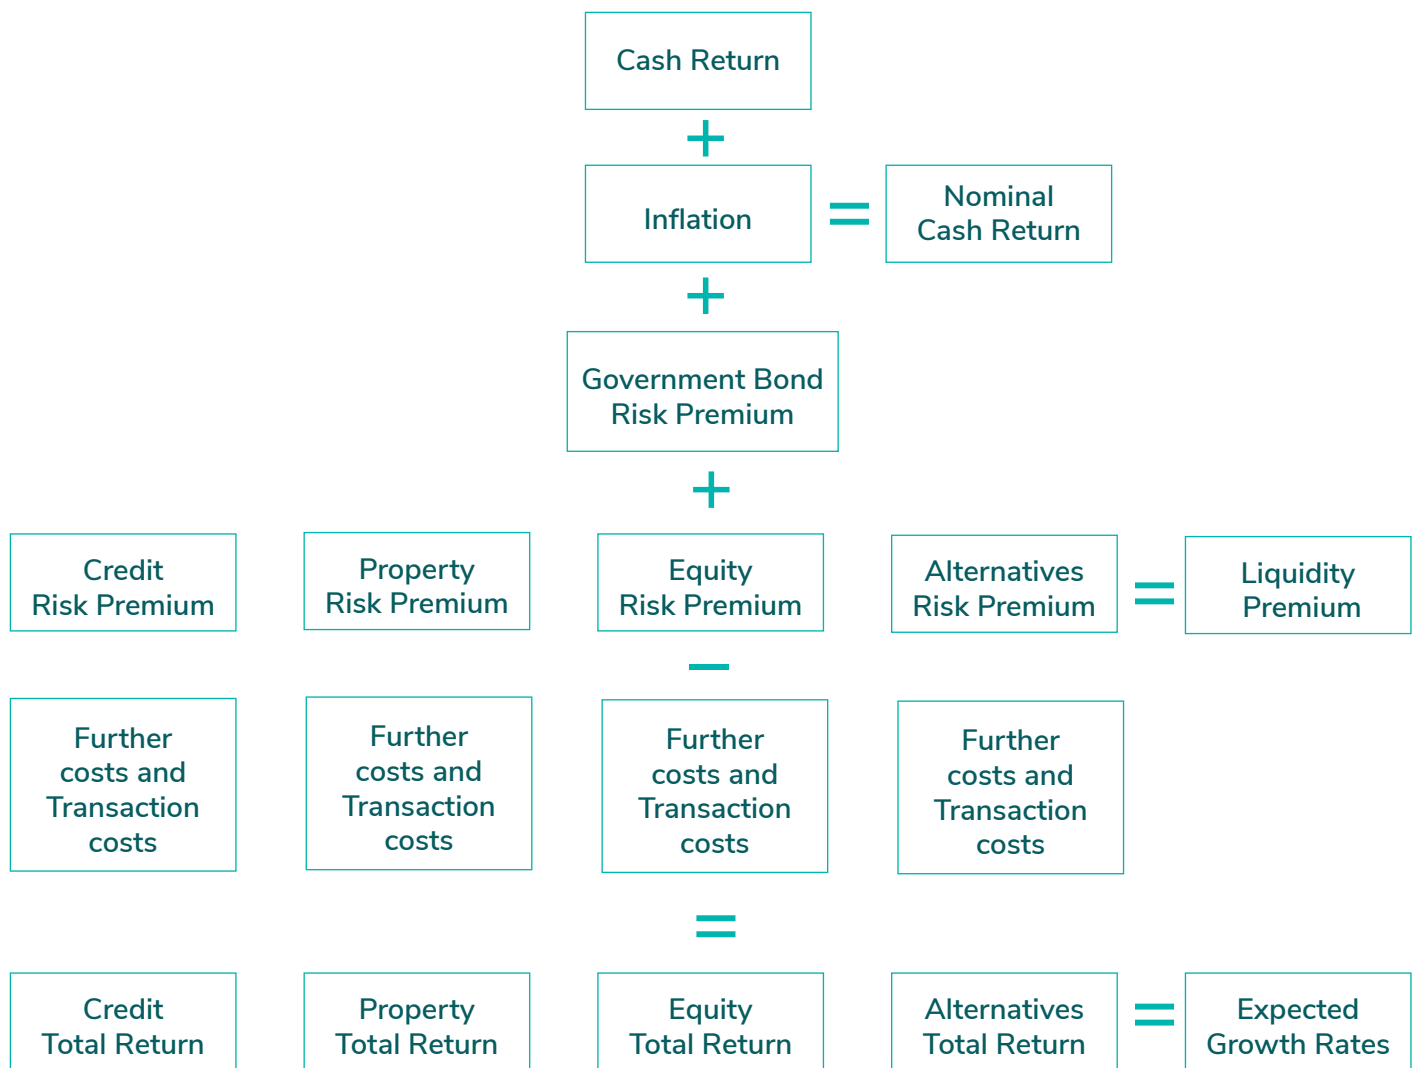 Cash Return
+
Inflation
=
Nominal
Cash Return
+
Government Bond
Risk Premium
+
Credit
Risk Premium
Property
Risk Premium
Equity
Risk Premium
Alternatives
Risk Premium
=
Liquidity
Premium
−
Further
costs and
Transaction
costs
Further
costs and
Transaction
costs
Further
costs and
Transaction
costs
Further
costs and
Transaction
costs
=
Credit
Total Return
Property
Total Return
Equity
Total Return
Alternatives
Total Return
=
Expected
Growth Rates